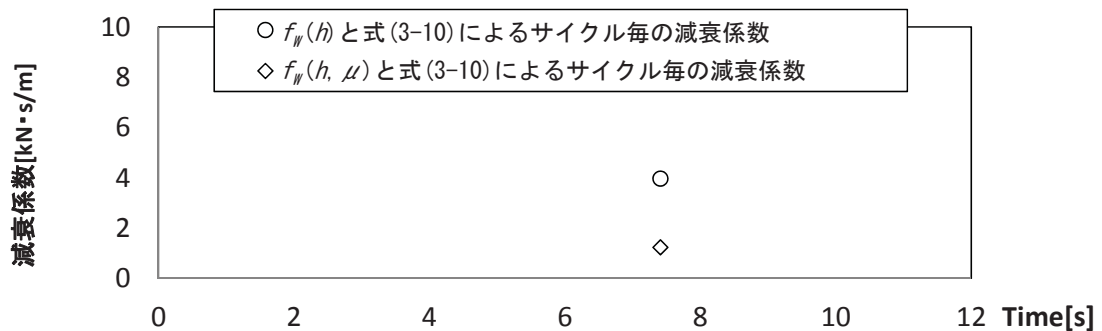 ○ f_W(h)と式(3-10)によるサイクル毎の減衰係数
◇ f_W(h, μ)と式(3-10)によるサイクル毎の減衰係数
減衰係数[kN・s/m]
10
8
6
4
2
0
0 2 4 6 8 10 12 Time[s]